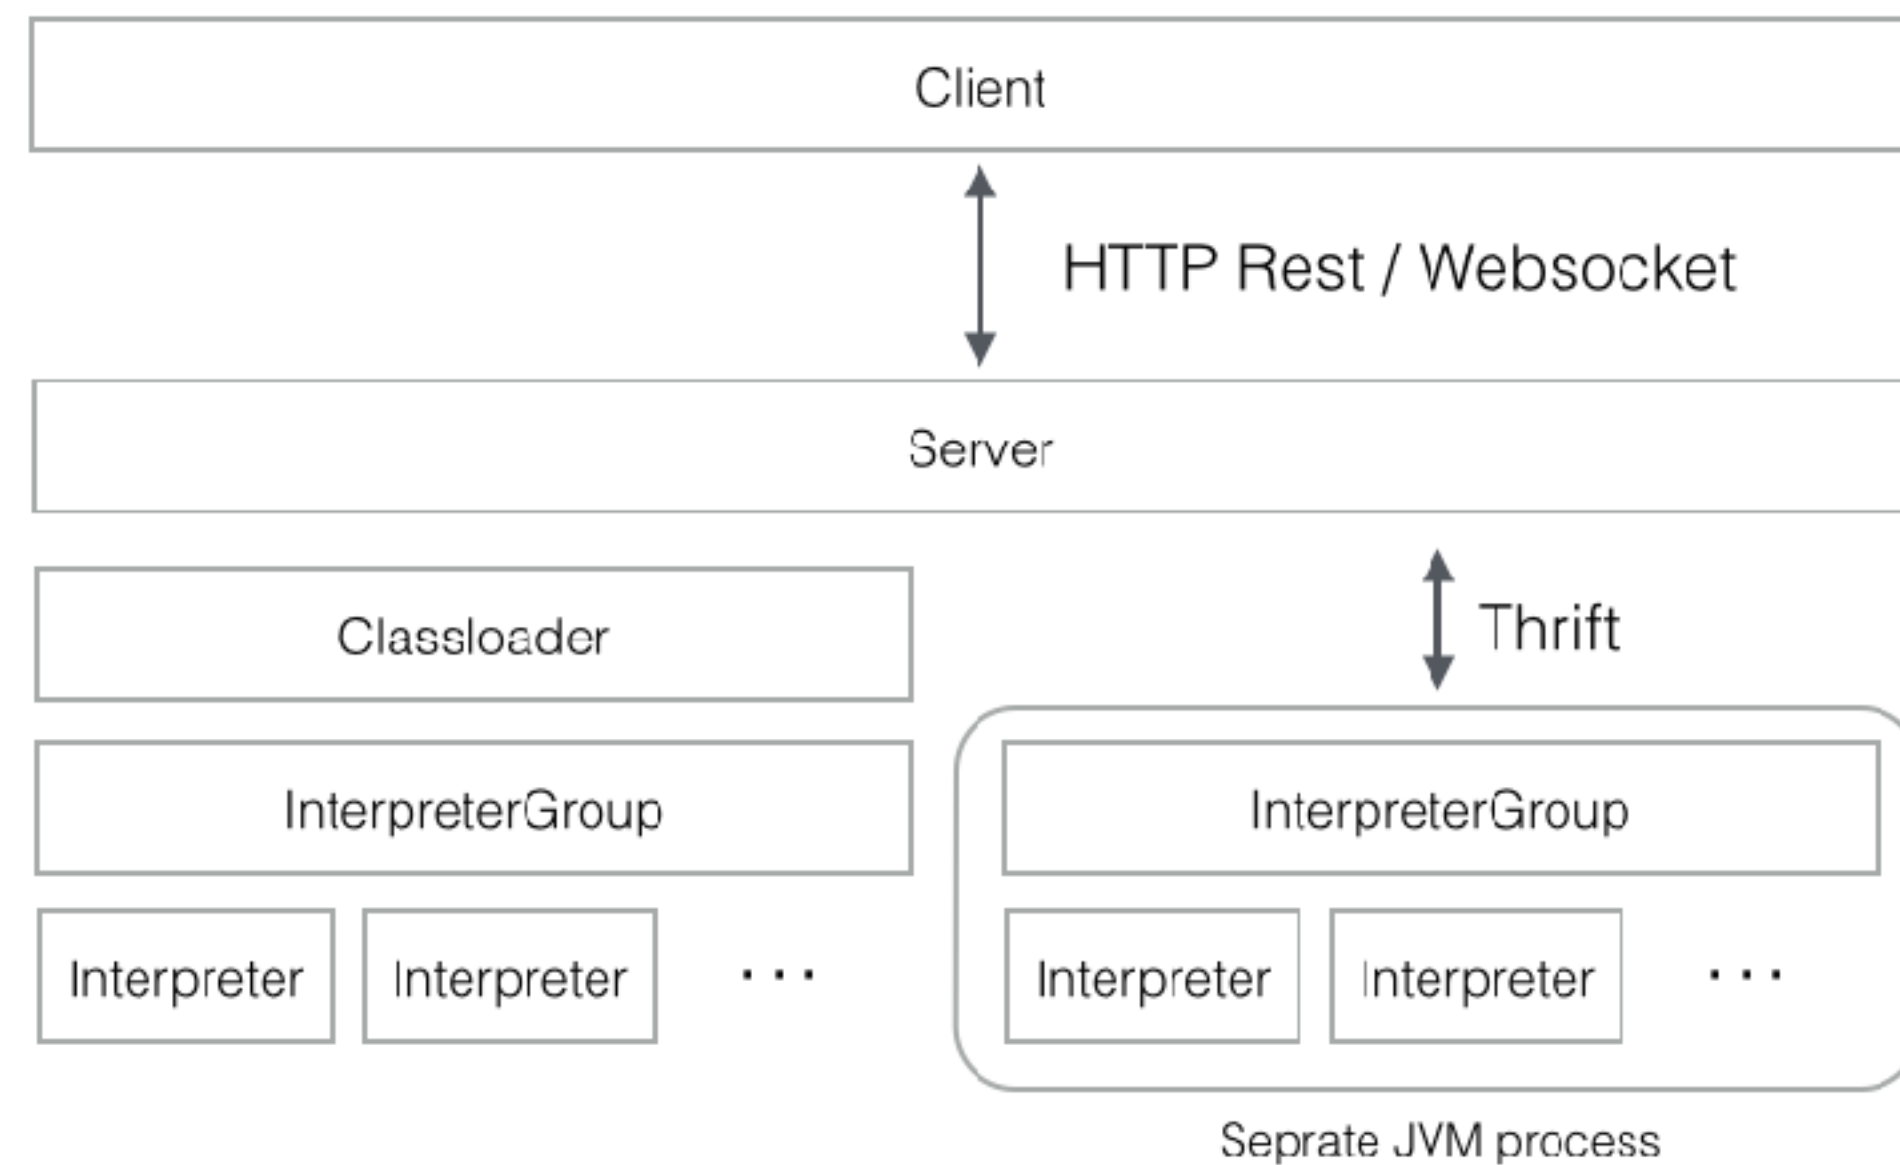 Client
HTTP Rest / Websocket
Server
Classloader
Thrift
InterpreterGroup
InterpreterGroup
Interpreter
Interpreter
...
Interpreter
Interpreter
...
Seprate JVM process